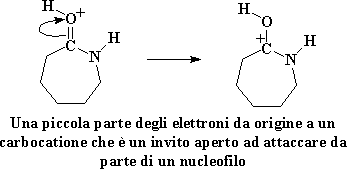 H
O
+
C
N
H
H
O
+
C
N
H
Una piccola parte degli elettroni da origine a un
carbocatione che è un invito aperto ad attaccare da
parte di un nucleofilo